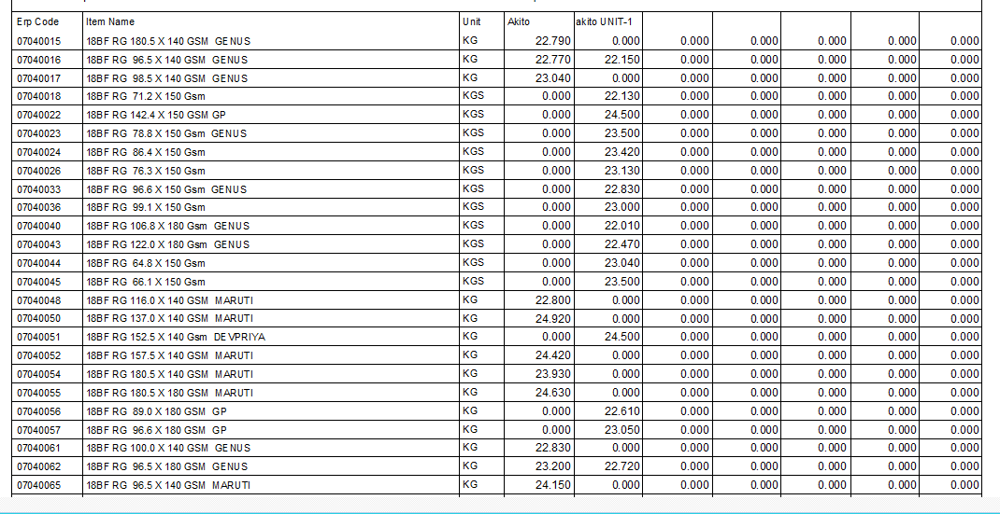 Erp Code Item Name Unit Akito akito UNIT-1
07040015 18BF RG 180.5 X 140 GSM GENUS KG 22.790 0.000 0.000 0.000 0.000 0.000 0.000
07040016 18BF RG 96.5 X 140 GSM GENUS KG 22.770 22.150 0.000 0.000 0.000 0.000 0.000
07040017 18BF RG 98.5 X 140 GSM GENUS KG 23.040 0.000 0.000 0.000 0.000 0.000 0.000
07040018 18BF RG 71.2 X 150 Gsm KGS 0.000 22.130 0.000 0.000 0.000 0.000 0.000
07040022 18BF RG 142.4 X 150 GSM GP KGS 0.000 24.500 0.000 0.000 0.000 0.000 0.000
07040023 18BF RG 78.8 X 150 Gsm GENUS KGS 0.000 23.500 0.000 0.000 0.000 0.000 0.000
07040024 18BF RG 86.4 X 150 Gsm KGS 0.000 23.420 0.000 0.000 0.000 0.000 0.000
07040026 18BF RG 76.3 X 150 Gsm KGS 0.000 23.130 0.000 0.000 0.000 0.000 0.000
07040033 18BF RG 96.6 X 150 Gsm GENUS KGS 0.000 22.830 0.000 0.000 0.000 0.000 0.000
07040036 18BF RG 99.1 X 150 Gsm KGS 0.000 23.000 0.000 0.000 0.000 0.000 0.000
07040040 18BF RG 106.8 X 180 Gsm GENUS KGS 0.000 22.010 0.000 0.000 0.000 0.000 0.000
07040043 18BF RG 122.0 X 180 Gsm GENUS KGS 0.000 22.470 0.000 0.000 0.000 0.000 0.000
07040044 18BF RG 64.8 X 150 Gsm KGS 0.000 23.040 0.000 0.000 0.000 0.000 0.000
07040045 18BF RG 66.1 X 150 Gsm KGS 0.000 23.500 0.000 0.000 0.000 0.000 0.000
07040048 18BF RG 116.0 X 140 GSM MARUTI KG 22.800 0.000 0.000 0.000 0.000 0.000 0.000
07040050 18BF RG 137.0 X 140 GSM MARUTI KG 24.920 0.000 0.000 0.000 0.000 0.000 0.000
07040051 18BF RG 152.5 X 140 Gsm DEVPRIYA KG 0.000 24.500 0.000 0.000 0.000 0.000 0.000
07040052 18BF RG 157.5 X 140 GSM MARUTI KG 24.420 0.000 0.000 0.000 0.000 0.000 0.000
07040054 18BF RG 180.5 X 140 GSM MARUTI KG 23.930 0.000 0.000 0.000 0.000 0.000 0.000
07040055 18BF RG 180.5 X 180 GSM MARUTI KG 24.630 0.000 0.000 0.000 0.000 0.000 0.000
07040056 18BF RG 89.0 X 180 GSM GP KG 0.000 22.610 0.000 0.000 0.000 0.000 0.000
07040057 18BF RG 96.6 X 180 GSM GP KG 0.000 23.050 0.000 0.000 0.000 0.000 0.000
07040061 18BF RG 100.0 X 140 GSM GENUS KG 22.830 0.000 0.000 0.000 0.000 0.000 0.000
07040062 18BF RG 96.5 X 180 GSM GENUS KG 23.200 22.720 0.000 0.000 0.000 0.000 0.000
07040065 18BF RG 96.5 X 140 GSM MARUTI KG 24.150 0.000 0.000 0.000 0.000 0.000 0.000